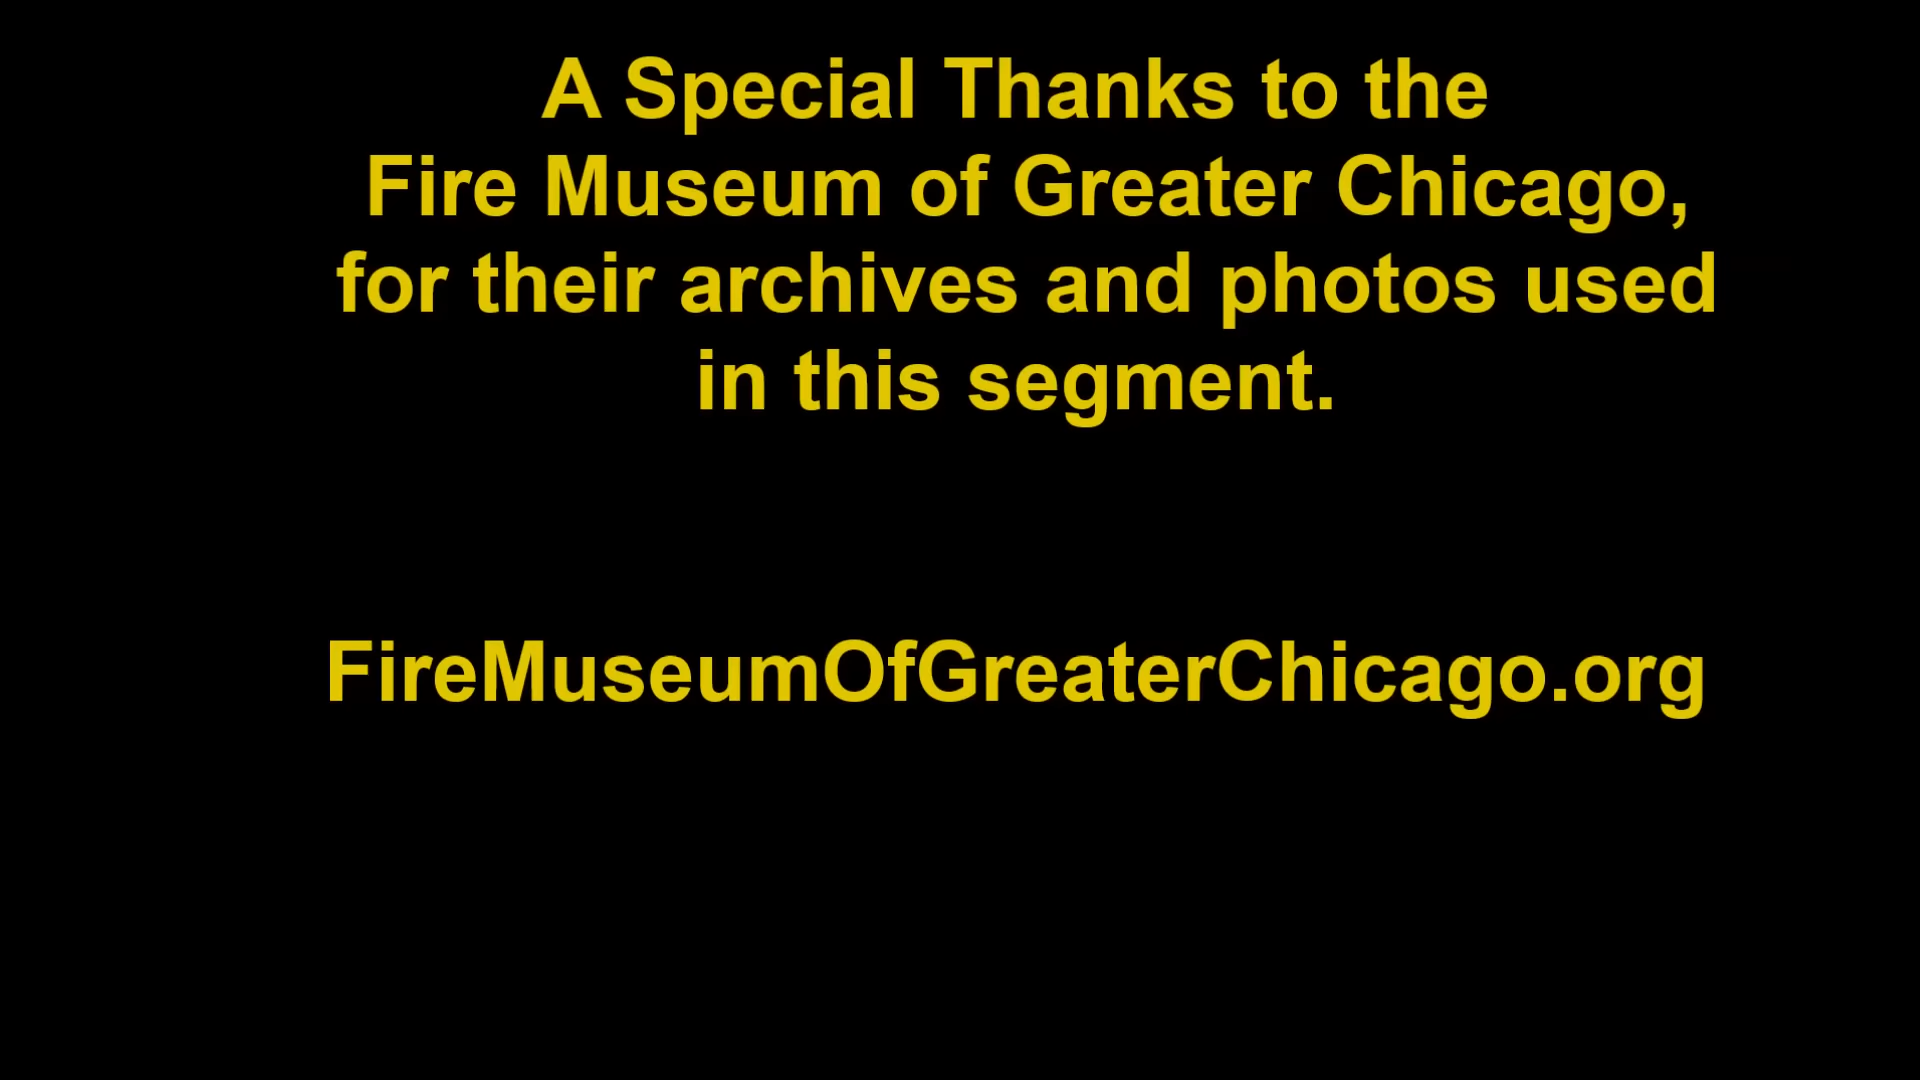 A Special Thanks to the
Fire Museum of Greater Chicago,
for their archives and photos used
in this segment.
FireMuseumOfGreaterChicago.org